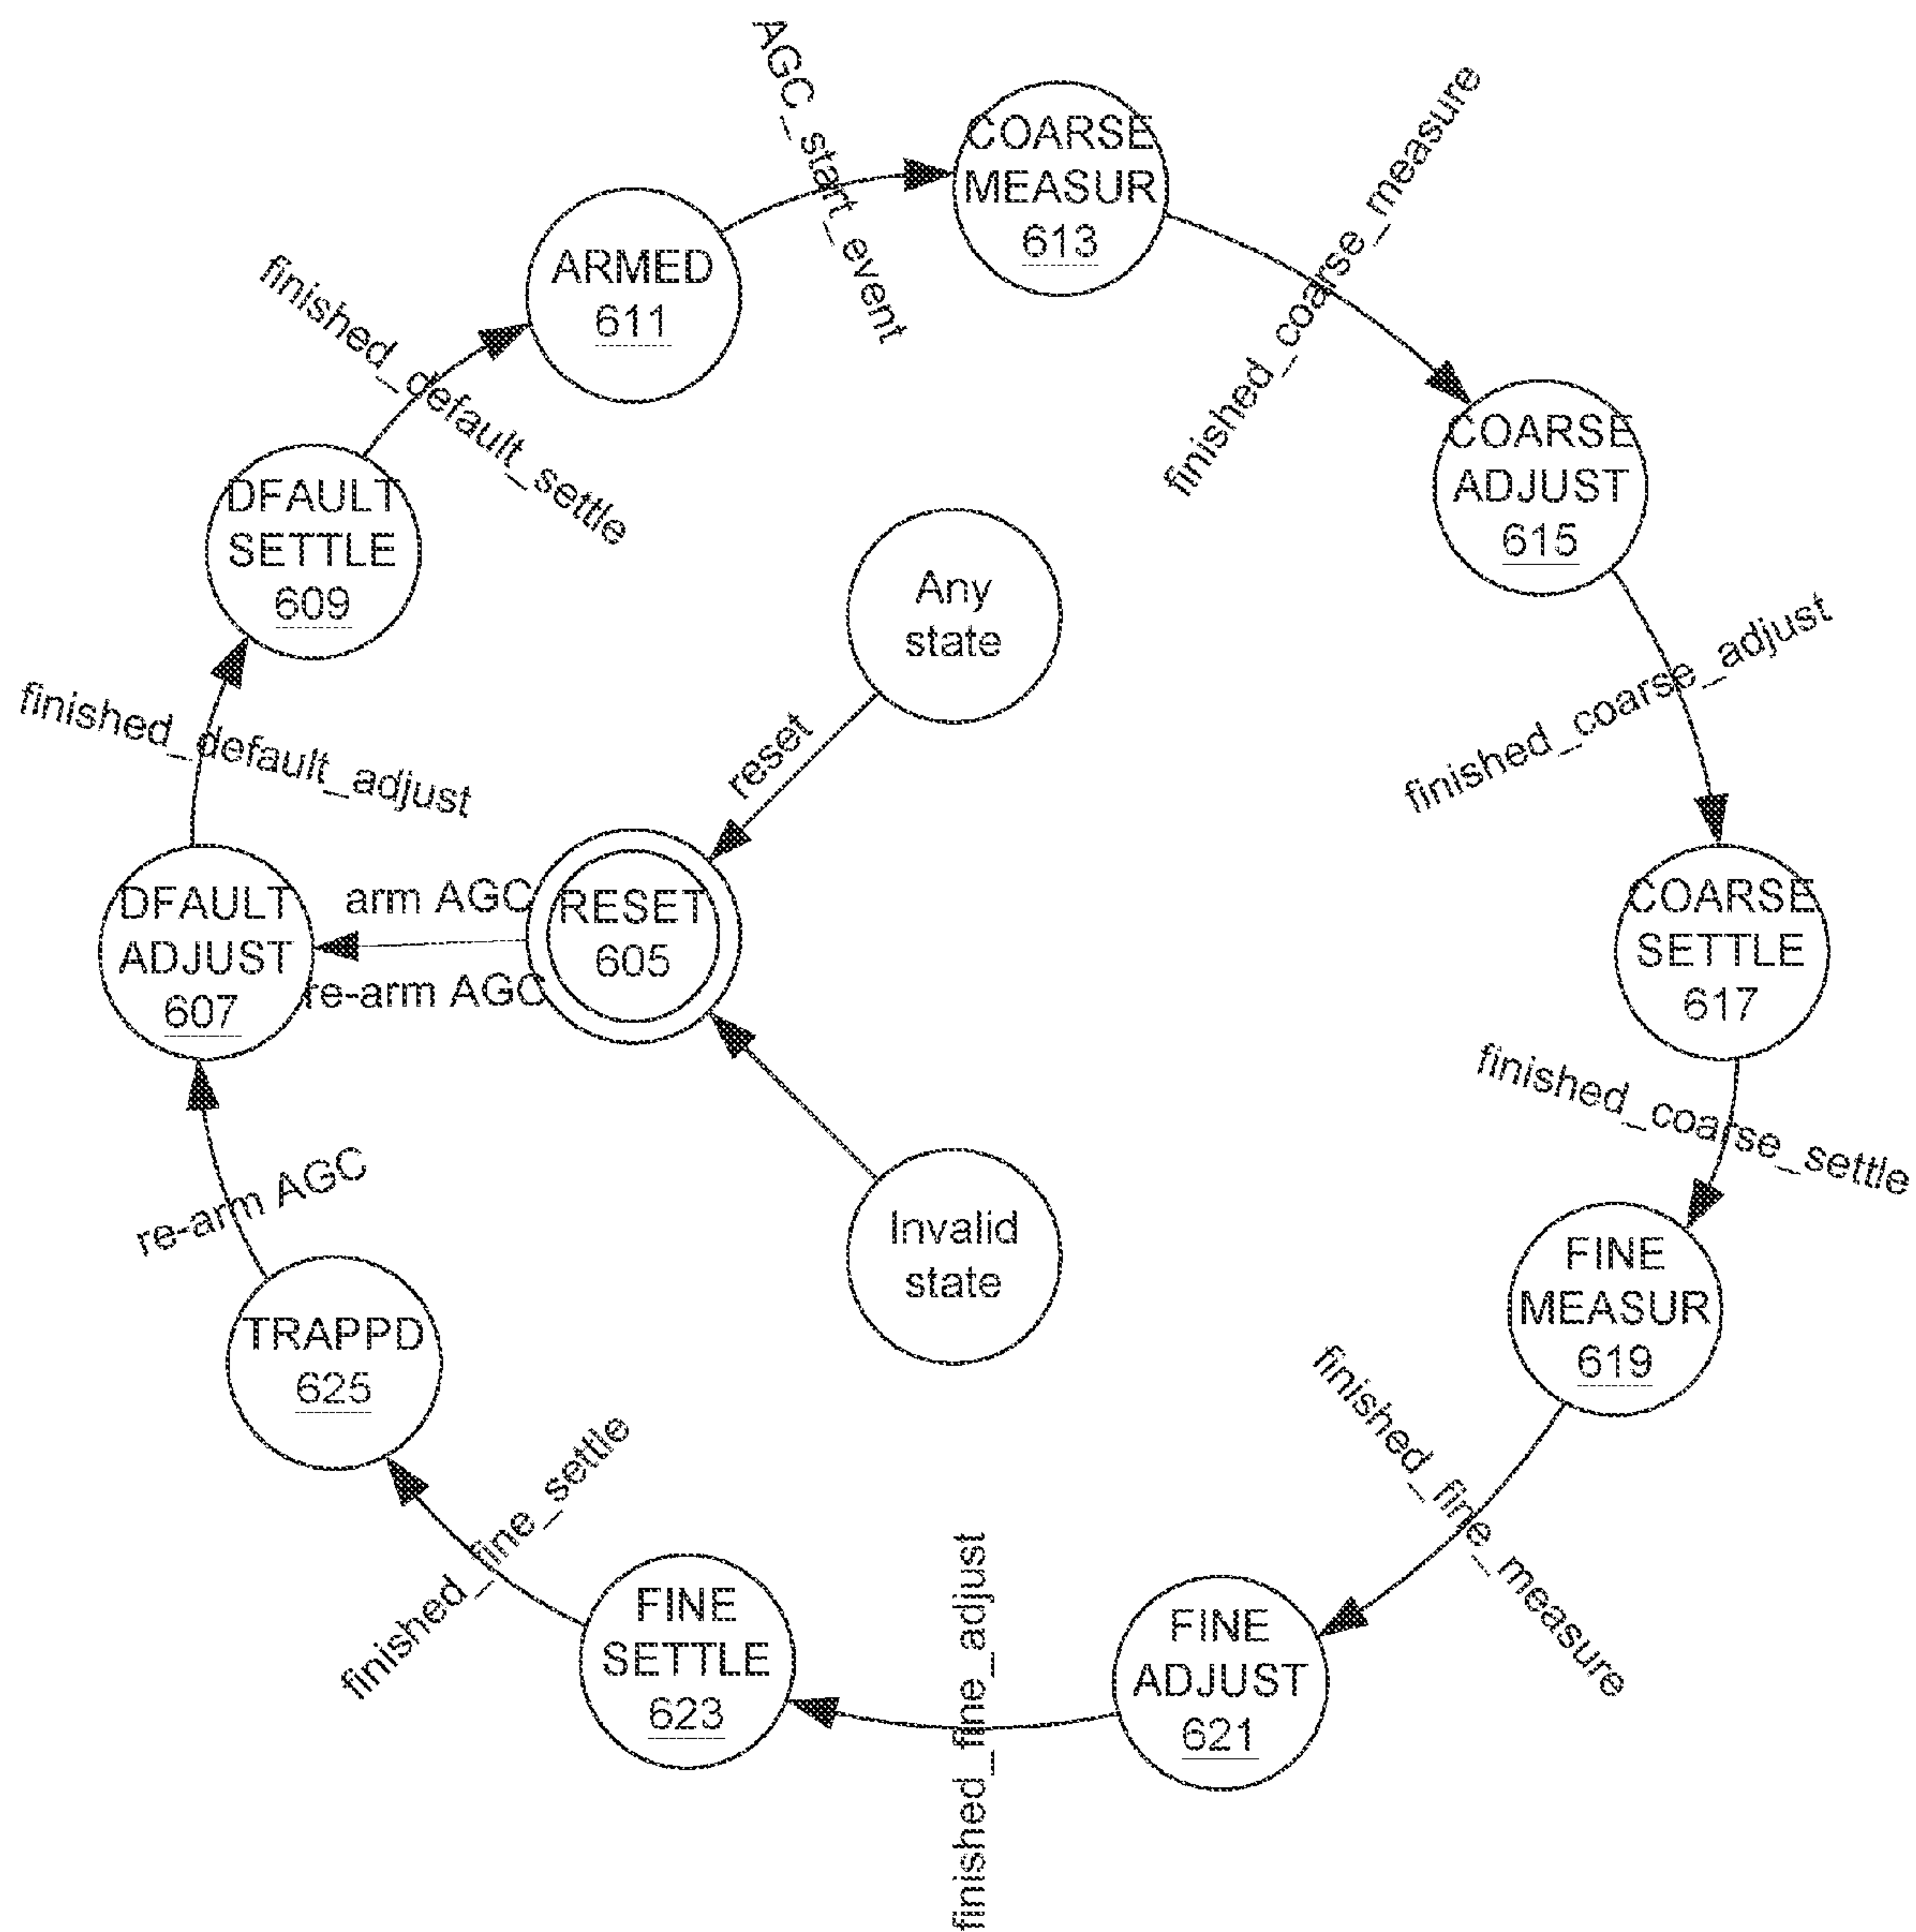 AGC_start_event
COARSE
MEASUR
613
finished_coarse_measure
ARMED
611
finished_default_settle
COARSE
ADJUST
615
DFAULT
SETTLE
609
Any
state
finished_coarse_adjust
finished_default_adjust
reset
DFAULT
ADJUST
607
arm AGC
re-arm AGC
RESET
605
COARSE
SETTLE
617
finished_coarse_settle
re-arm AGC
Invalid
state
FINE
MEASUR
619
TRAPPD
625
finished_fine_measure
finished_fine_settle
finished_fine_adjust
FINE
SETTLE
623
FINE
ADJUST
621